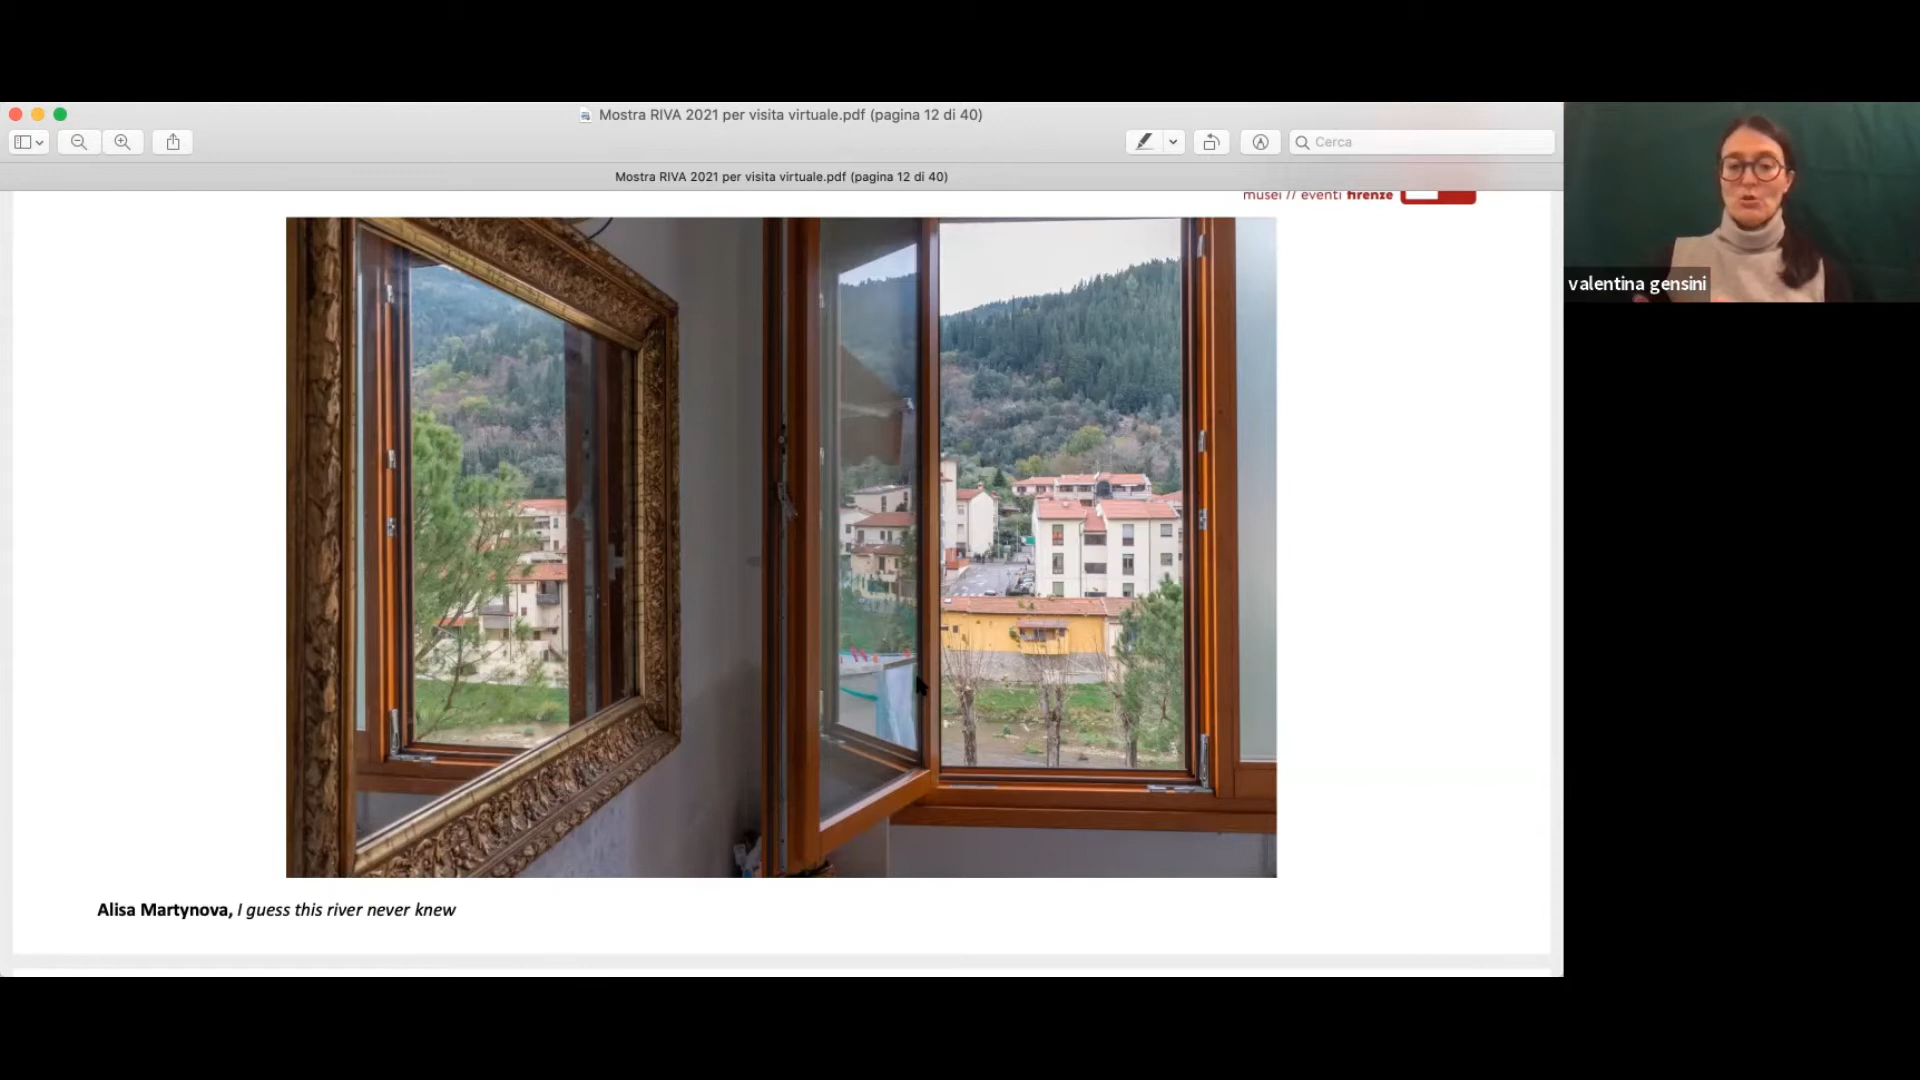 Mostra RIVA 2021 per visita virtuale.pdf (pagina 12 di 40)
Cerca
Mostra RIVA 2021 per visita virtuale.pdf (pagina 12 di 40)
musei // eventi firenze
valentina gensini
Alisa Martynova, I guess this river never knew